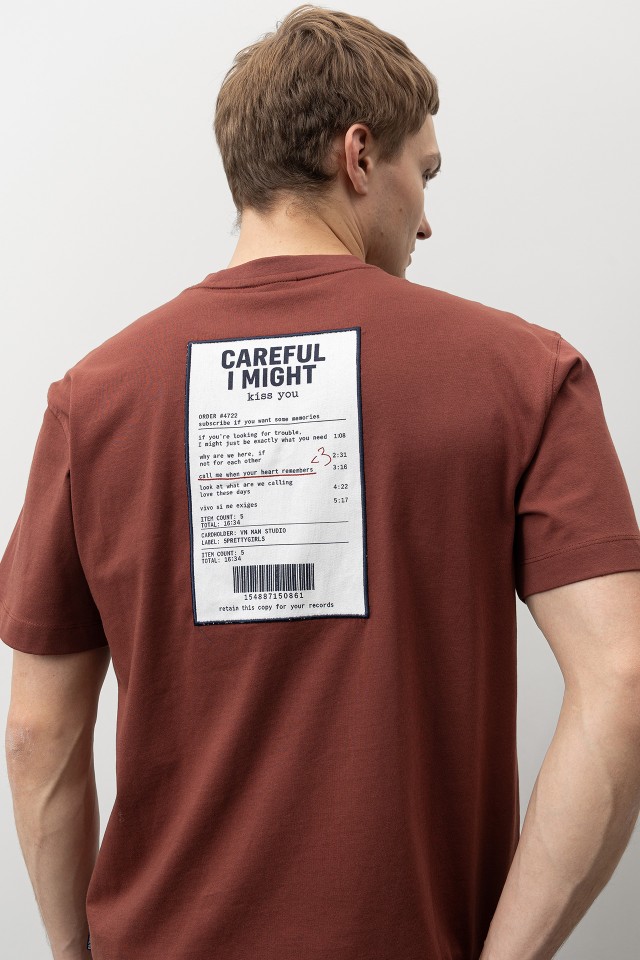 CAREFUL
I MIGHT
kiss you
ORDER #4722
subscribe if you want some memories
if you're looking for trouble,
I might just be exactly what you need 1:08
why are we here, if
not for each other <3 2:31
call me when your heart remembers 3:16
look at what are we calling
love these days 4:22
vivo si me exiges 5:17
ITEM COUNT: 5
TOTAL: 16:34
CARDHOLDER: VM MAN STUDIO
LABEL: 5PRETTYGIRLS
ITEM COUNT: 5
TOTAL: 16:34
154887150861
retain this copy for your records